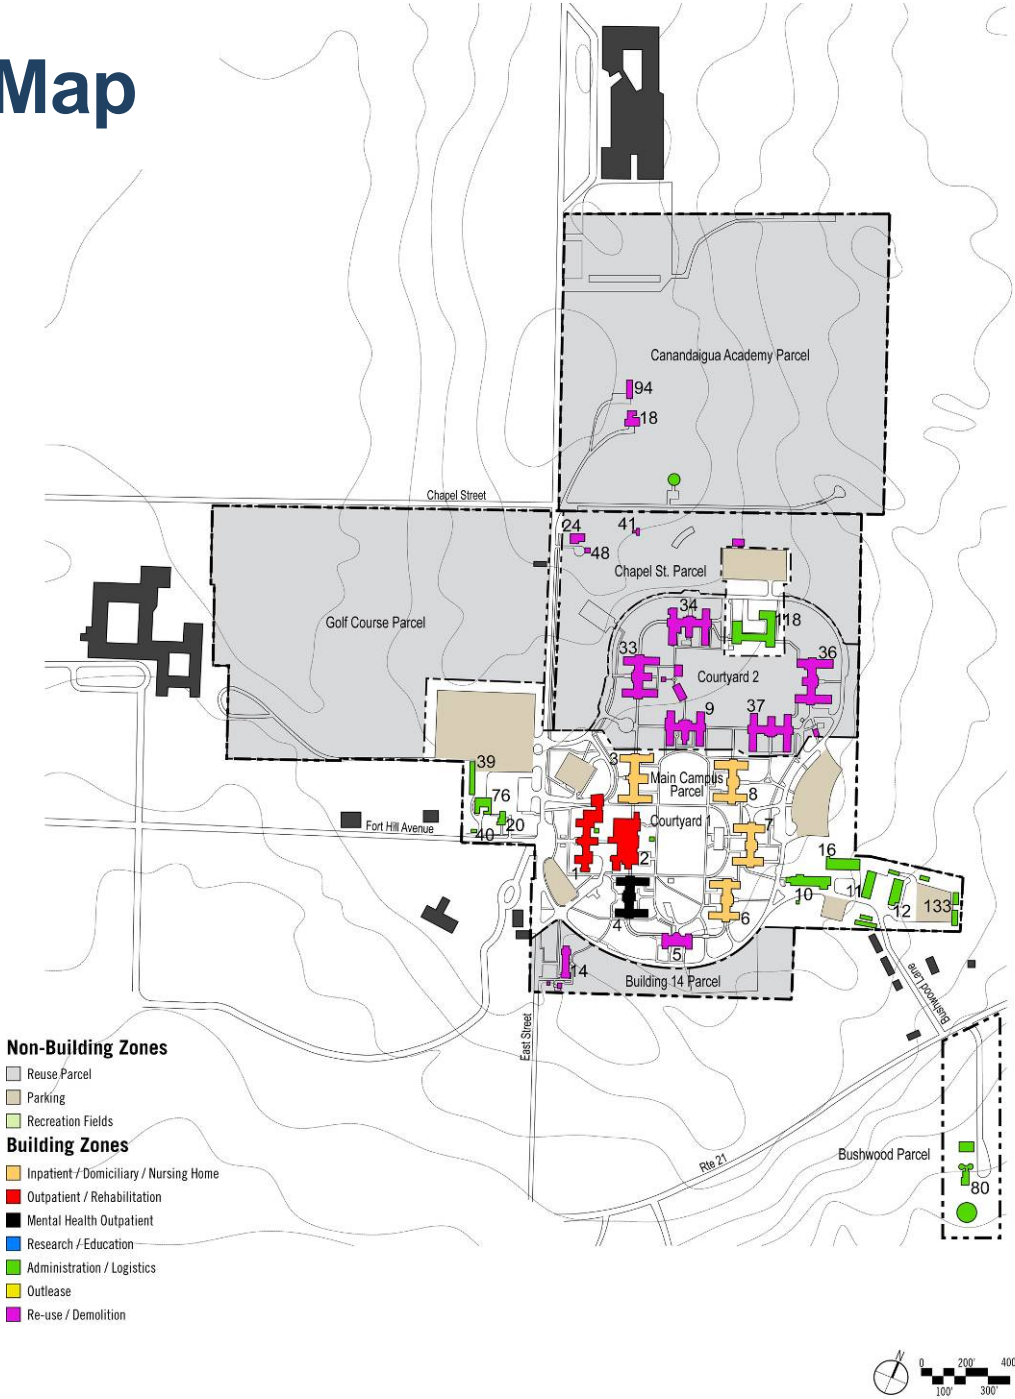 Map
Canandaigua Academy Parcel
94
18
Chapel Street
24
41
48
Chapel St. Parcel
34
118
Golf Course Parcel
33
36
Courtyard 2
9
37
39
3
Main Campus
Parcel
8
76
Courtyard 1
7
20
Fort Hill Avenue
40
2
16
1
10
11
12
133
4
6
5
14
Building 14 Parcel
Bushwood Lane
East Street
Non-Building Zones
Reuse Parcel
Parking
Recreation Fields
Building Zones
Inpatient / Domiciliary / Nursing Home
Outpatient / Rehabilitation
Mental Health Outpatient
Research / Education
Administration / Logistics
Outlease
Re-use / Demolition
Rte 21
Bushwood Parcel
80
N
0 200' 400
100' 300'